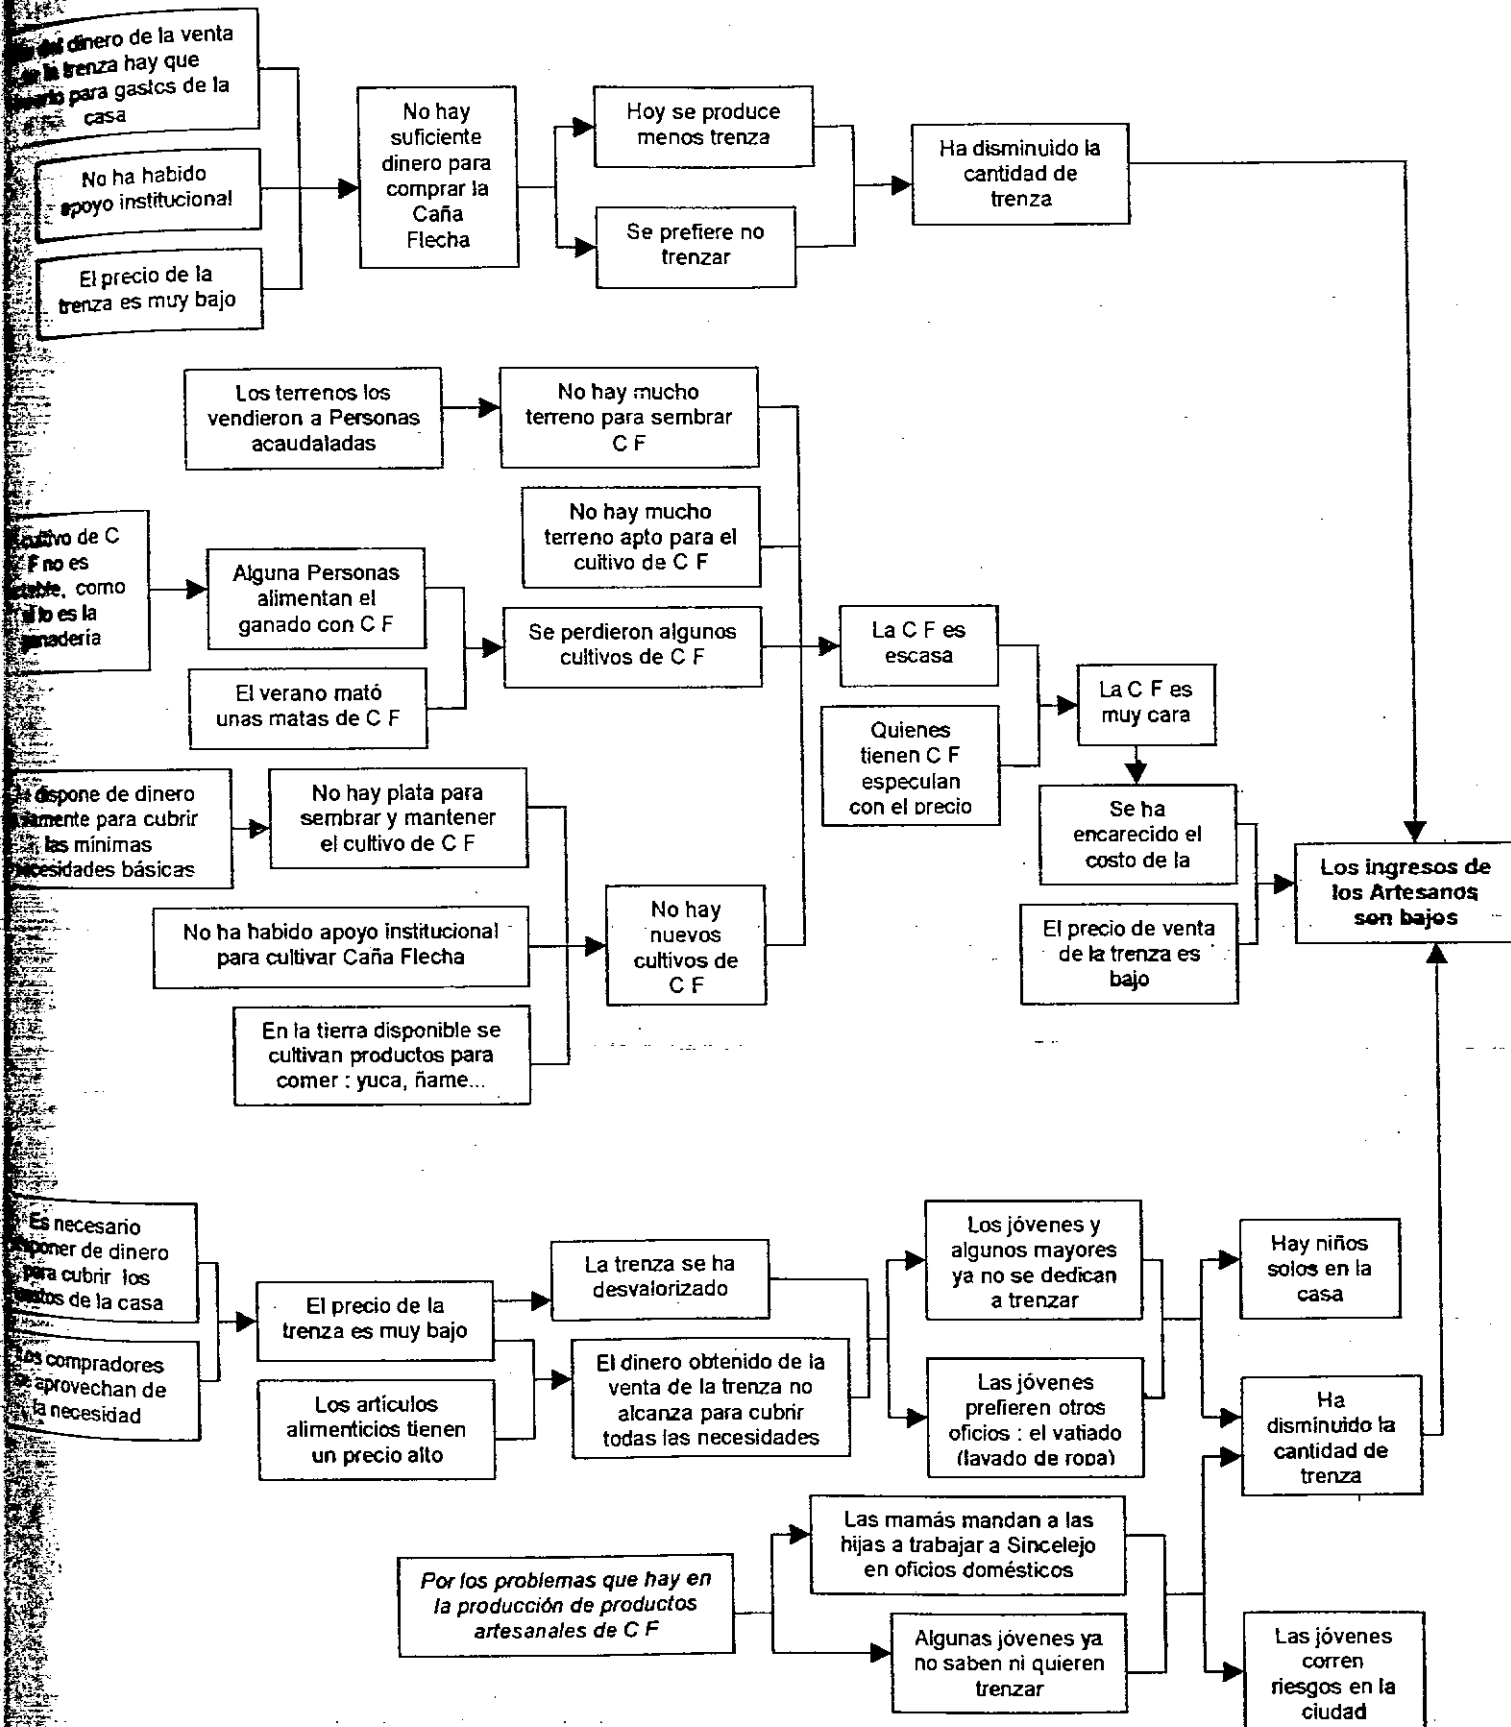 del dinero de la venta
la trenza hay que
para gastos de la
casa
No ha habido
apoyo institucional
El precio de la
trenza es muy bajo
No hay
suficiente
dinero para
comprar la
Caña
Flecha
Hoy se produce
menos trenza
Se prefiere no
trenzar
Ha disminuido la
cantidad de
trenza
Los terrenos los
vendieron a Personas
acaudaladas
No hay mucho
terreno para sembrar
C F
No hay mucho
terreno apto para el
cultivo de C F
cultivo de C
F no es
como
lo es la
ganadería
Alguna Personas
alimentan el
ganado con C F
El verano mató
unas matas de C F
Se perdieron algunos
cultivos de C F
La C F es
escasa
Quienes
tienen C F
especulan
con el precio
La C F es
muy cara
Se ha
encarecido el
costo de la
El precio de venta
de la trenza es
bajo
Los ingresos de
los Artesanos
son bajos
dispone de dinero
para cubrir
las mínimas
necesidades básicas
No hay plata para
sembrar y mantener
el cultivo de C F
No ha habido apoyo institucional
para cultivar Caña Flecha
En la tierra disponible se
cultivan productos para
comer : yuca, ñame...
No hay
nuevos
cultivos de
C F
Es necesario
disponer de dinero
para cubrir los
gastos de la casa
Los compradores
se aprovechan de
la necesidad
El precio de la
trenza es muy bajo
Los artículos
alimenticios tienen
un precio alto
La trenza se ha
desvalorizado
El dinero obtenido de la
venta de la trenza no
alcanza para cubrir
todas las necesidades
Los jóvenes y
algunos mayores
ya no se dedican
a trenzar
Las jóvenes
prefieren otros
oficios : el vatiado
(lavado de ropa)
Hay niños
solos en la
casa
Ha
disminuido la
cantidad de
trenza
Por los problemas que hay en
la producción de productos
artesanales de C F
Las mamás mandan a las
hijas a trabajar a Sincelejo
en oficios domésticos
Algunas jóvenes ya
no saben ni quieren
trenzar
Las jóvenes
corren
riesgos en la
ciudad